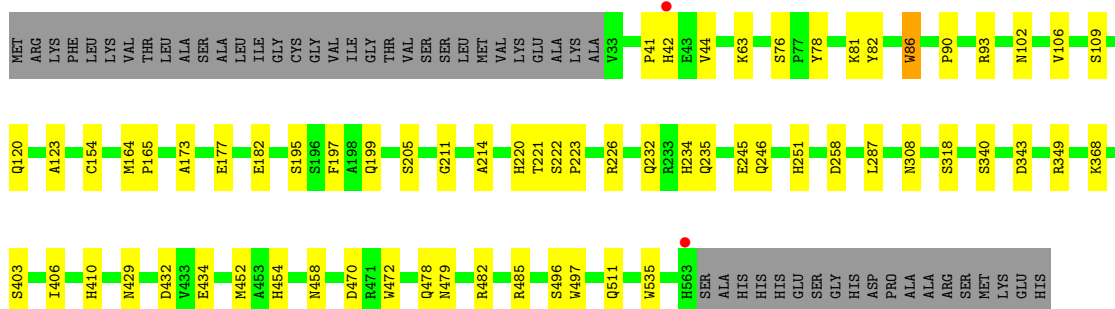 MET ARG LYS PHE LEU LYS VAL THR LEU ALA SER ALA LEU ILE GLY CYS GLY VAL ILE GLY THR VAL SER SER LEU MET VAL LYS GLU ALA LYS ALA V33 P41 H42 E43 V44 K63 S76 P77 Y78 K81 Y82 W86 P90 R93 N102 V106 S109
Q120 A123 C154 M164 P165 A173 E177 E182 S195 S196 F197 A198 Q199 S205 G211 A214 H220 T221 S222 P223 R226 Q232 R233 H234 Q235 E245 Q246 H251 D258 L287 N308 S318 S340 D343 R349 K368
S403 I406 H410 N429 D432 V433 E434 M452 A453 H454 N458 D470 R471 W472 Q478 N479 R482 R485 S496 W497 Q511 W535 H563 SER ALA HIS HIS HIS GLU SER GLY HIS ASP PRO ALA ALA ARG SER MET LYS GLU HIS